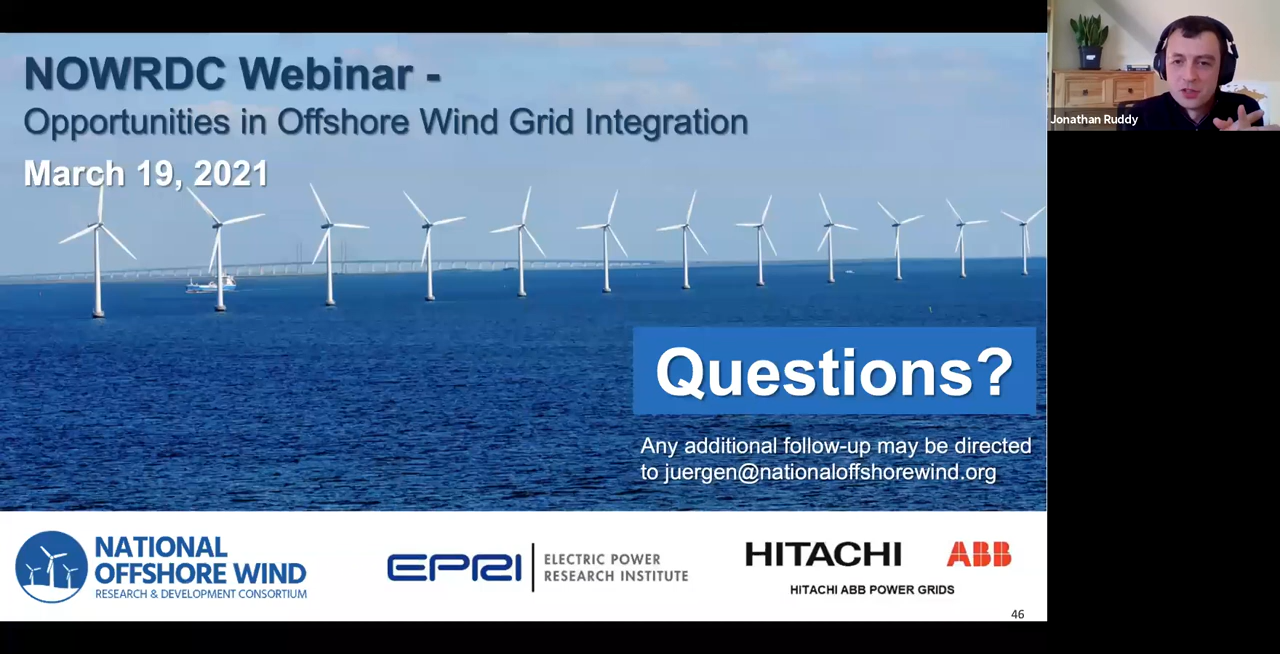 NOWRDC Webinar -
Opportunities in Offshore Wind Grid Integration
March 19, 2021
Jonathan Ruddy
Questions?
Any additional follow-up may be directed
to juergen@nationaloffshorewind.org
NATIONAL
OFFSHORE WIND
RESEARCH & DEVELOPMENT CONSORTIUM
EPRI
ELECTRIC POWER
RESEARCH INSTITUTE
HITACHI
ABB
HITACHI ABB POWER GRIDS
46